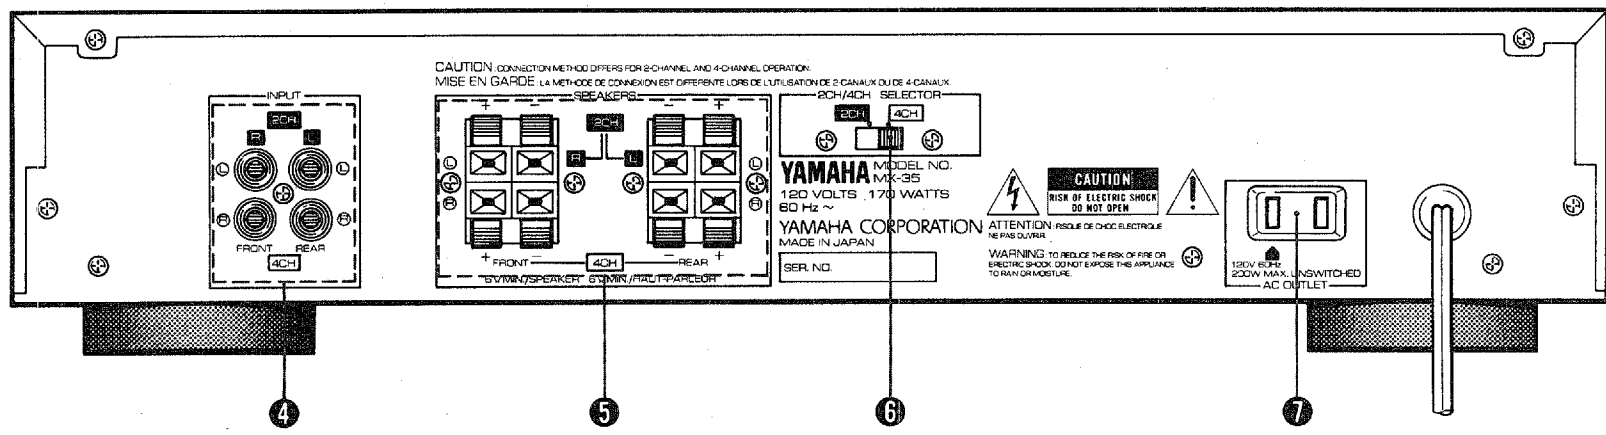 CAUTION: CONNECTION METHOD DIFFERS FOR 2-CHANNEL AND 4-CHANNEL OPERATION.
MISE EN GARDE: LA METHODE DE CONNEXION EST DIFFERENTE LORS DE L'UTILISATION DE 2-CANAUX OU DE 4-CANAUX.
INPUT
2CH
R L
L L
R R
FRONT REAR
4CH
SPEAKERS
+ - - +
2CH
R L
L L
R R
+ - - +
FRONT 4CH REAR
6Ω MIN./SPEAKER 6Ω MIN./HAUT-PARLEUR
2CH/4CH SELECTOR
2CH 4CH
YAMAHA MODEL NO.
MX-35
120 VOLTS 170 WATTS
60 Hz ~
YAMAHA CORPORATION
MADE IN JAPAN
SER. NO.
CAUTION
RISK OF ELECTRIC SHOCK
DO NOT OPEN
ATTENTION: RISQUE DE CHOC ELECTRIQUE
NE PAS OUVRIR.
WARNING: TO REDUCE THE RISK OF FIRE OR
ELECTRIC SHOCK, DO NOT EXPOSE THIS APPLIANCE
TO RAIN OR MOISTURE.
120V 60Hz
200W MAX. UNSWITCHED
AC OUTLET
4 5 6 7